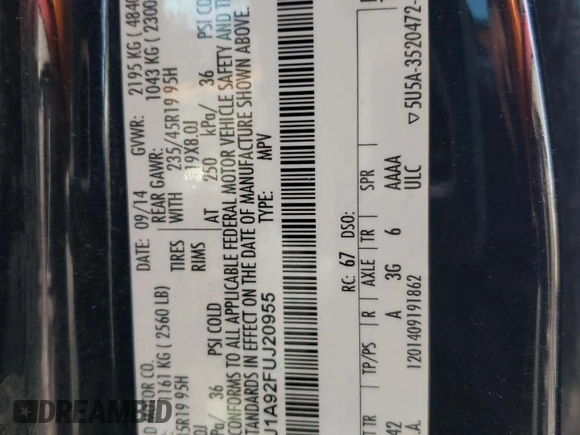 D MOTOR CO. DATE: 09/14 GVWR: 2195 KG ( 4840
1161 KG ( 2560 LB) REAR GAWR: 1043 KG ( 2300
5R19 95H TIRES WITH 235/45R19 95H
.0J RIMS 19X8.0J
PA/ 36 PSI COLD AT 250 kPa/ 36 PSI COLD
CONFORMS TO ALL APPLICABLE FEDERAL MOTOR VEHICLE SAFETY AND
STANDARDS IN EFFECT ON THE DATE OF MANUFACTURE SHOWN ABOVE.
J1A92FUJ20955 TYPE: MPV
RC: 67 DSO:
T TR TP/PS R AXLE TR SPR
42 A 3G 6 AAAA
.A. 1201409191862 ULC
▽5U5A-3520472-
DREAMBID